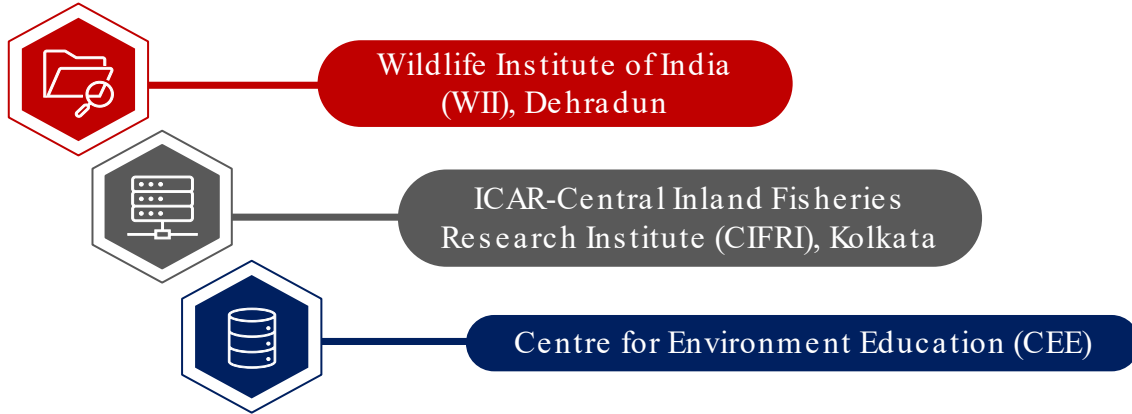 Wildlife Institute of India
(WII), Dehradun
ICAR-Central Inland Fisheries
Research Institute (CIFRI), Kolkata
Centre for Environment Education (CEE)